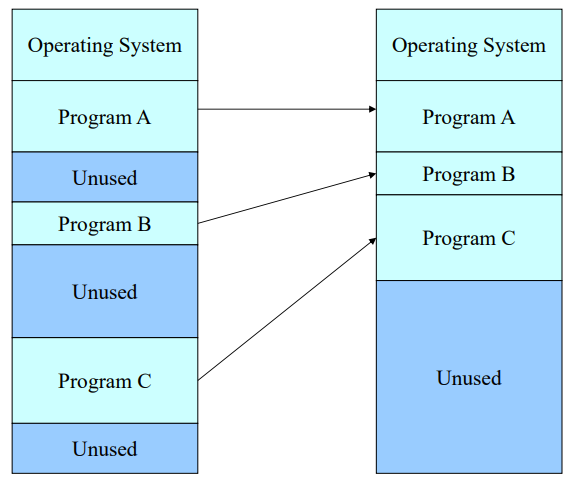 Operating System
Program A
Unused
Program B
Unused
Program C
Unused
Operating System
Program A
Program B
Program C
Unused